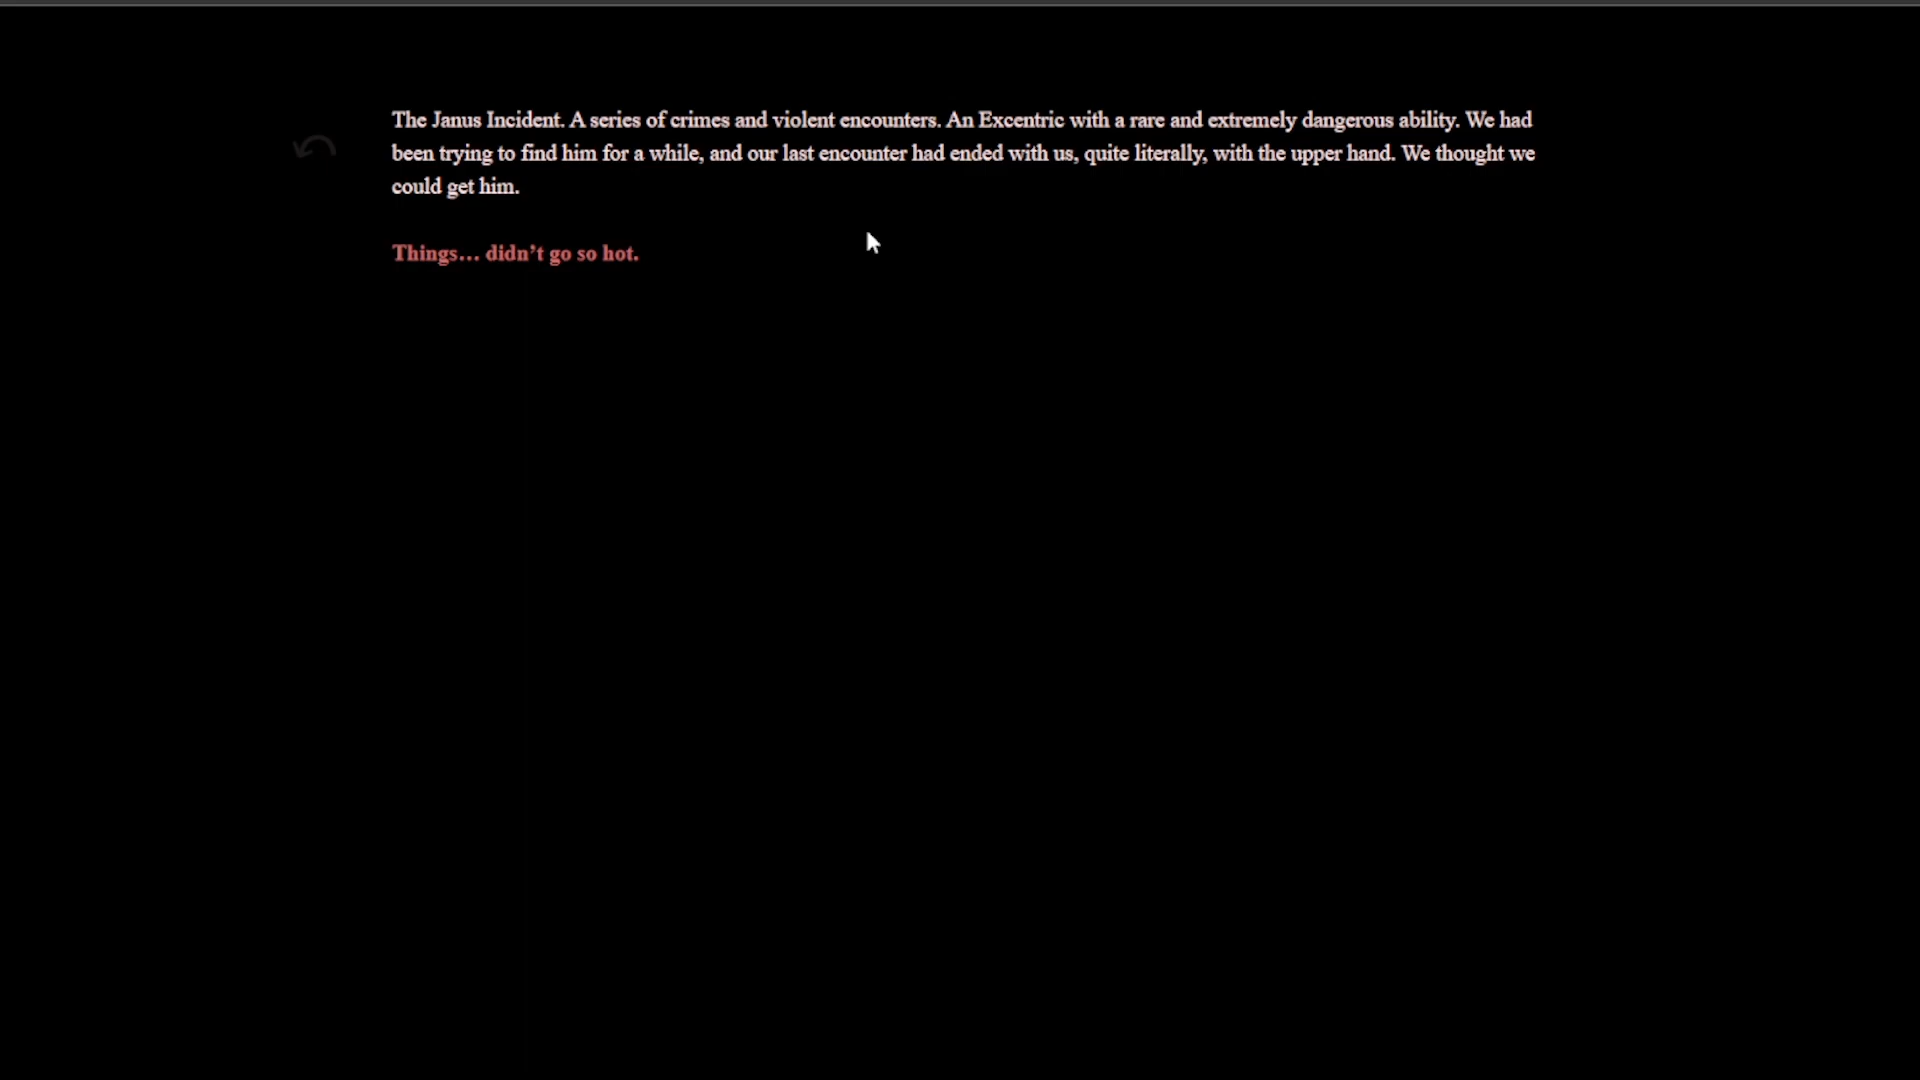 The Janus Incident. A series of crimes and violent encounters. An Excentric with a rare and extremely dangerous ability. We had
been trying to find him for a while, and our last encounter had ended with us, quite literally, with the upper hand. We thought we
could get him.
Things… didn’t go so hot.